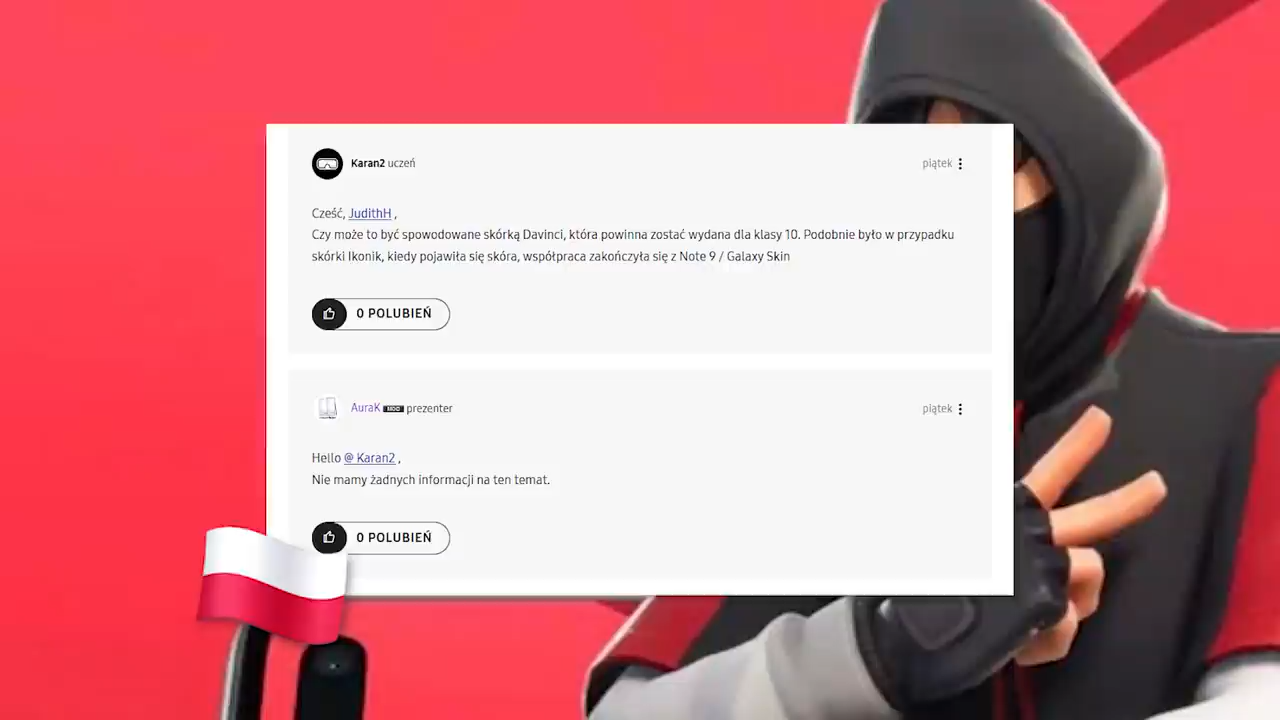 Karan2 uczeń
piątek
Cześć, JudithH ,
Czy może to być spowodowane skórką Davinci, która powinna zostać wydana dla klasy 10. Podobnie było w przypadku
skórki Ikonik, kiedy pojawiła się skóra, współpraca zakończyła się z Note 9 / Galaxy Skin
0 POLUBIEŃ
AuraK MOD prezenter
piątek
Hello @ Karan2 ,
Nie mamy żadnych informacji na ten temat.
0 POLUBIEŃ